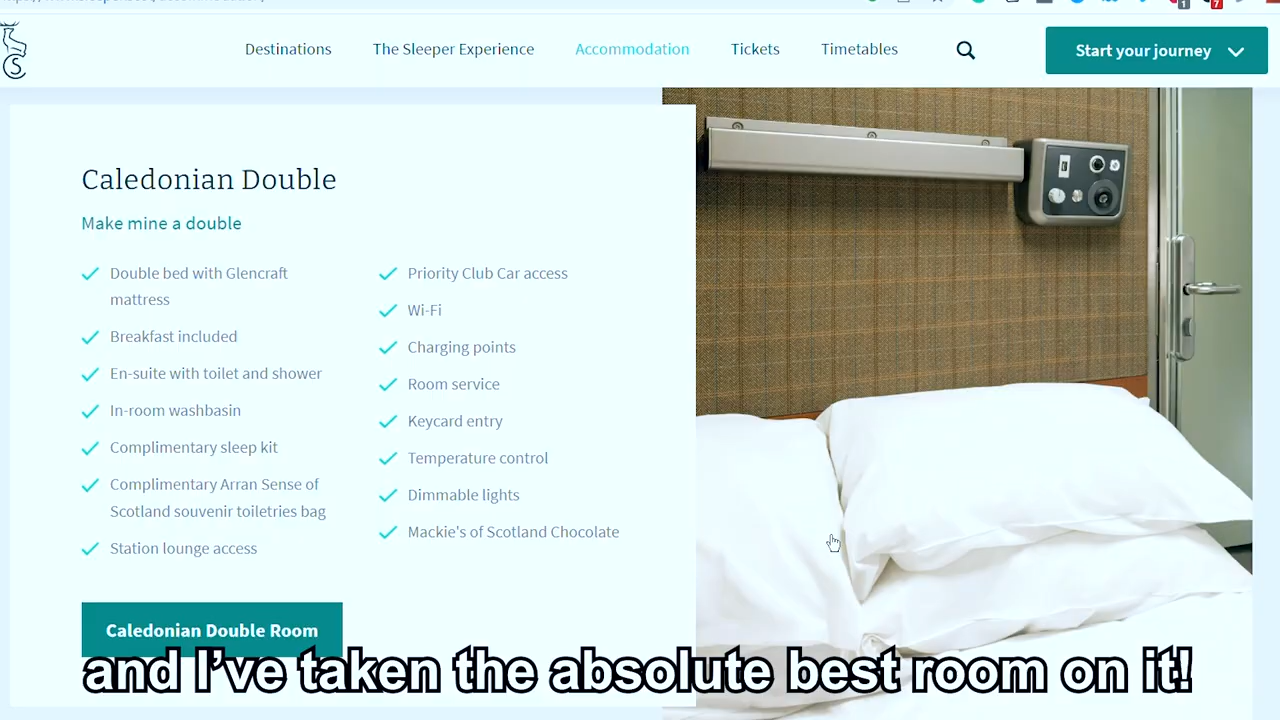 Destinations
The Sleeper Experience
Accommodation
Tickets
Timetables
Start your journey
Caledonian Double
Make mine a double
Double bed with Glencraft
mattress
Breakfast included
En-suite with toilet and shower
In-room washbasin
Complimentary sleep kit
Complimentary Arran Sense of
Scotland souvenir toiletries bag
Station lounge access
Priority Club Car access
Wi-Fi
Charging points
Room service
Keycard entry
Temperature control
Dimmable lights
Mackie's of Scotland Chocolate
Caledonian Double Room
and I've taken the absolute best room on it!